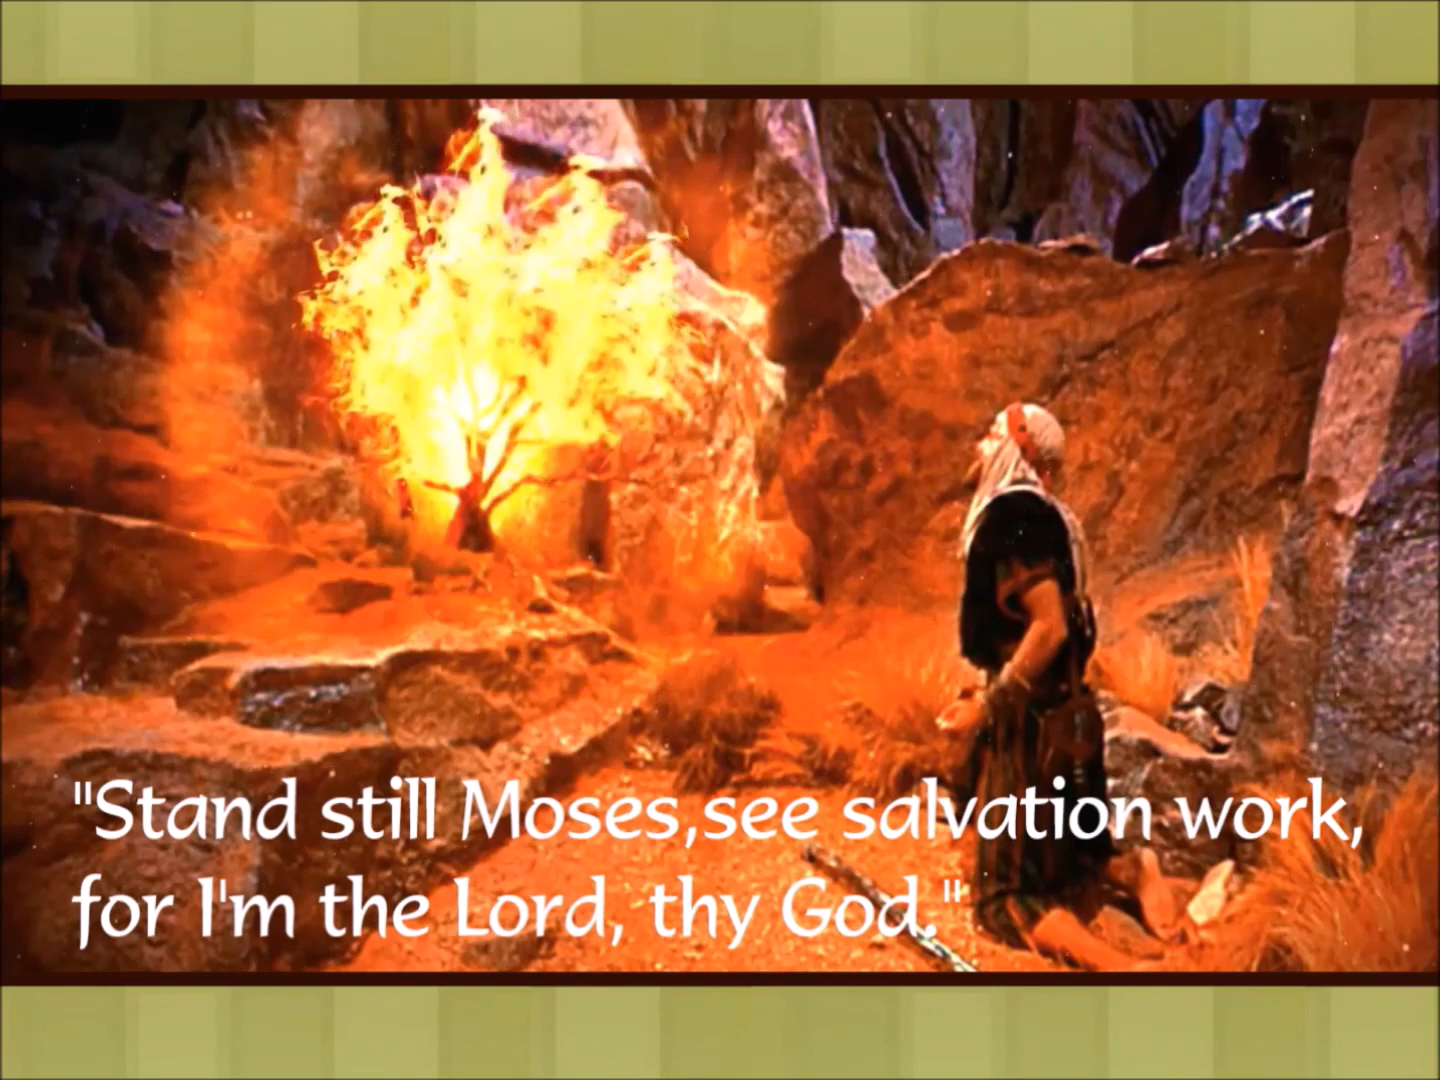 "Stand still Moses,see salvation work,
for I'm the Lord, thy God."